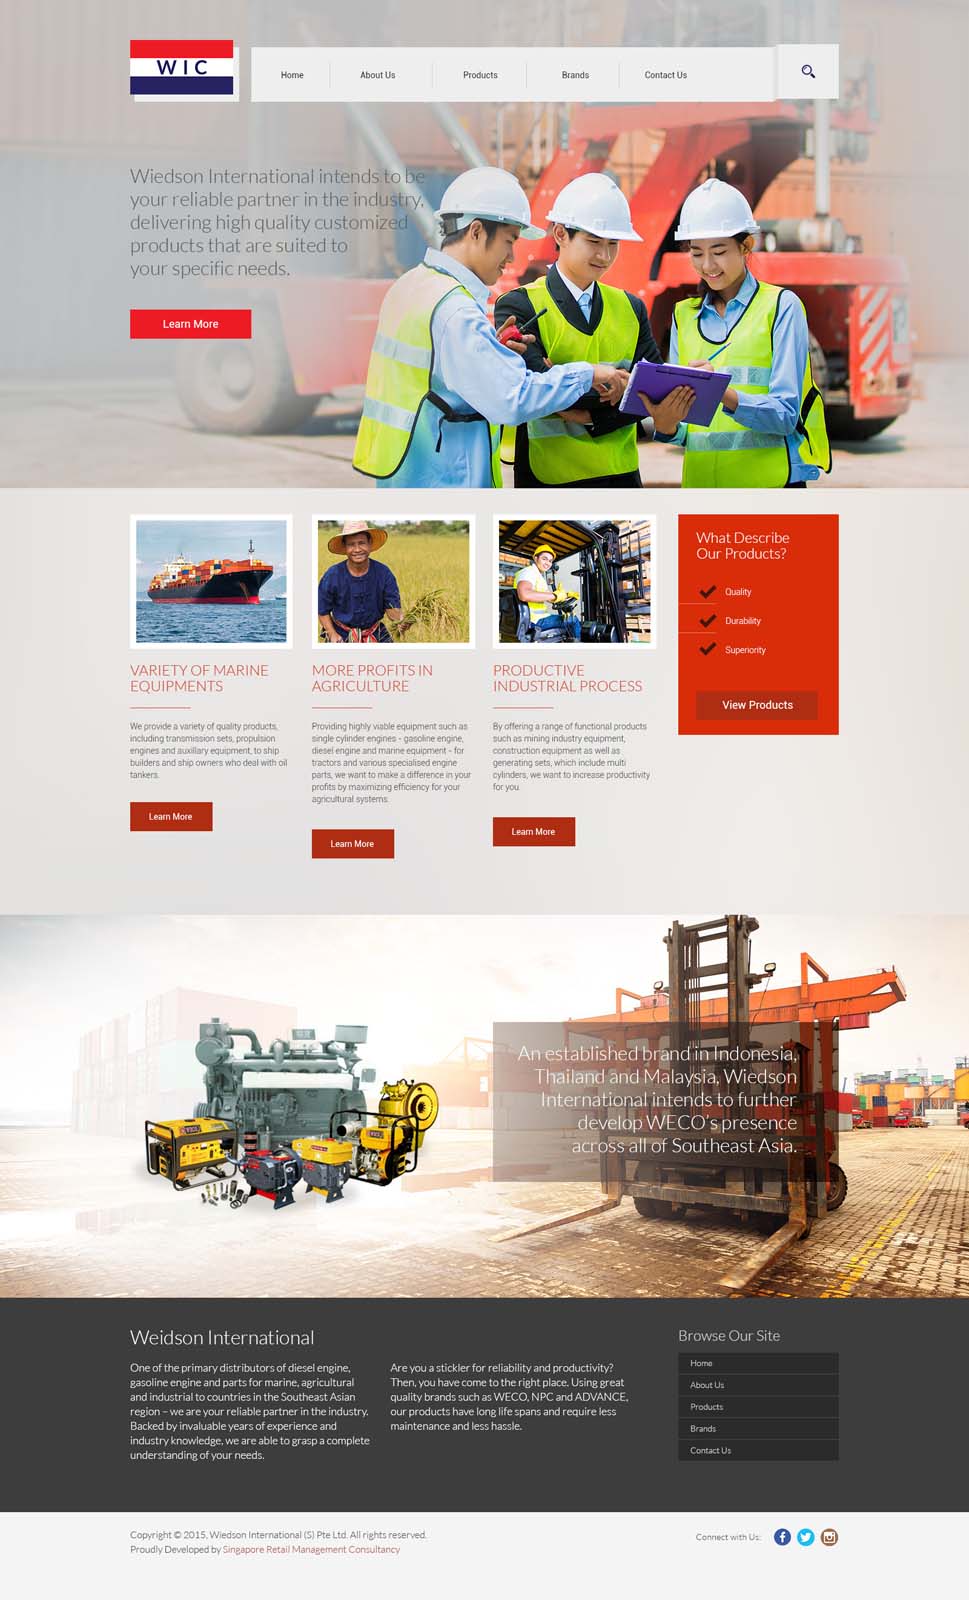 WIC
Home
About Us
Products
Brands
Contact Us
Wiedson International intends to be
your reliable partner in the industry,
delivering high quality customized
products that are suited to
your specific needs.
Learn More
VARIETY OF MARINE
EQUIPMENTS
We provide a variety of quality products,
including transmission sets, propulsion
engines and auxillary equipment, to ship
builders and ship owners who deal with oil
tankers.
Learn More
MORE PROFITS IN
AGRICULTURE
Providing highly viable equipment such as
single cylinder engines - gasoline engine,
diesel engine and marine equipment - for
tractors and various specialised engine
parts, we want to make a difference in your
profits by maximizing efficiency for your
agricultural systems.
Learn More
PRODUCTIVE
INDUSTRIAL PROCESS
By offering a range of functional products
such as mining industry equipment,
construction equipment as well as
generating sets, which include multi
cylinders, we want to increase productivity
for you.
Learn More
What Describe
Our Products?
Quality
Durability
Superiority
View Products
An established brand in Indonesia,
Thailand and Malaysia, Wiedson
International intends to further
develop WECO's presence
across all of Southeast Asia.
Weidson International
One of the primary distributors of diesel engine,
gasoline engine and parts for marine, agricultural
and industrial to countries in the Southeast Asian
region – we are your reliable partner in the industry.
Backed by invaluable years of experience and
industry knowledge, we are able to grasp a complete
understanding of your needs.
Are you a stickler for reliability and productivity?
Then, you have come to the right place. Using great
quality brands such as WECO, NPC and ADVANCE,
our products have long life spans and require less
maintenance and less hassle.
Browse Our Site
Home
About Us
Products
Brands
Contact Us
Copyright © 2015, Wiedson International (S) Pte Ltd. All rights reserved.
Proudly Developed by Singapore Retail Management Consultancy
Connect with Us: